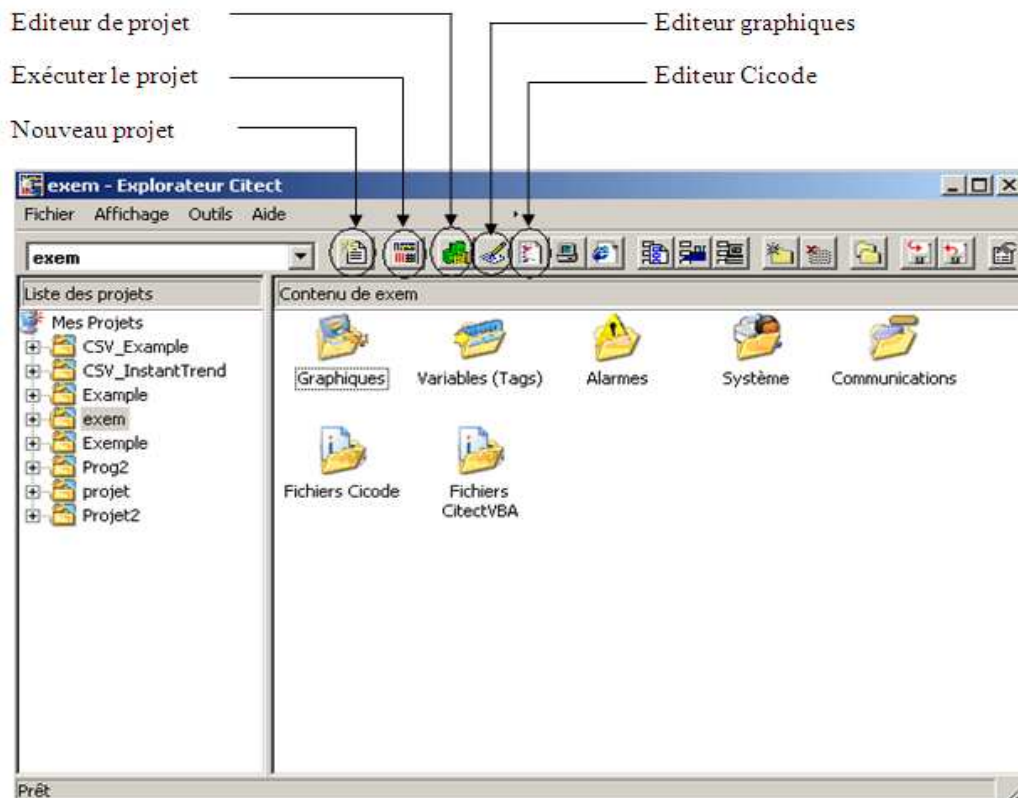 Editeur de projet
Editeur graphiques
Exécuter le projet
Editeur Cicode
Nouveau projet
exem - Explorateur Citect
Fichier Affichage Outils Aide
exem
Liste des projets
Contenu de exem
Mes Projets
CSV_Example
CSV_InstantTrend
Example
exem
Exemple
Prog2
projet
Projet2
Graphiques
Variables (Tags)
Alarmes
Système
Communications
Fichiers Cicode
Fichiers
CitectVBA
Prêt